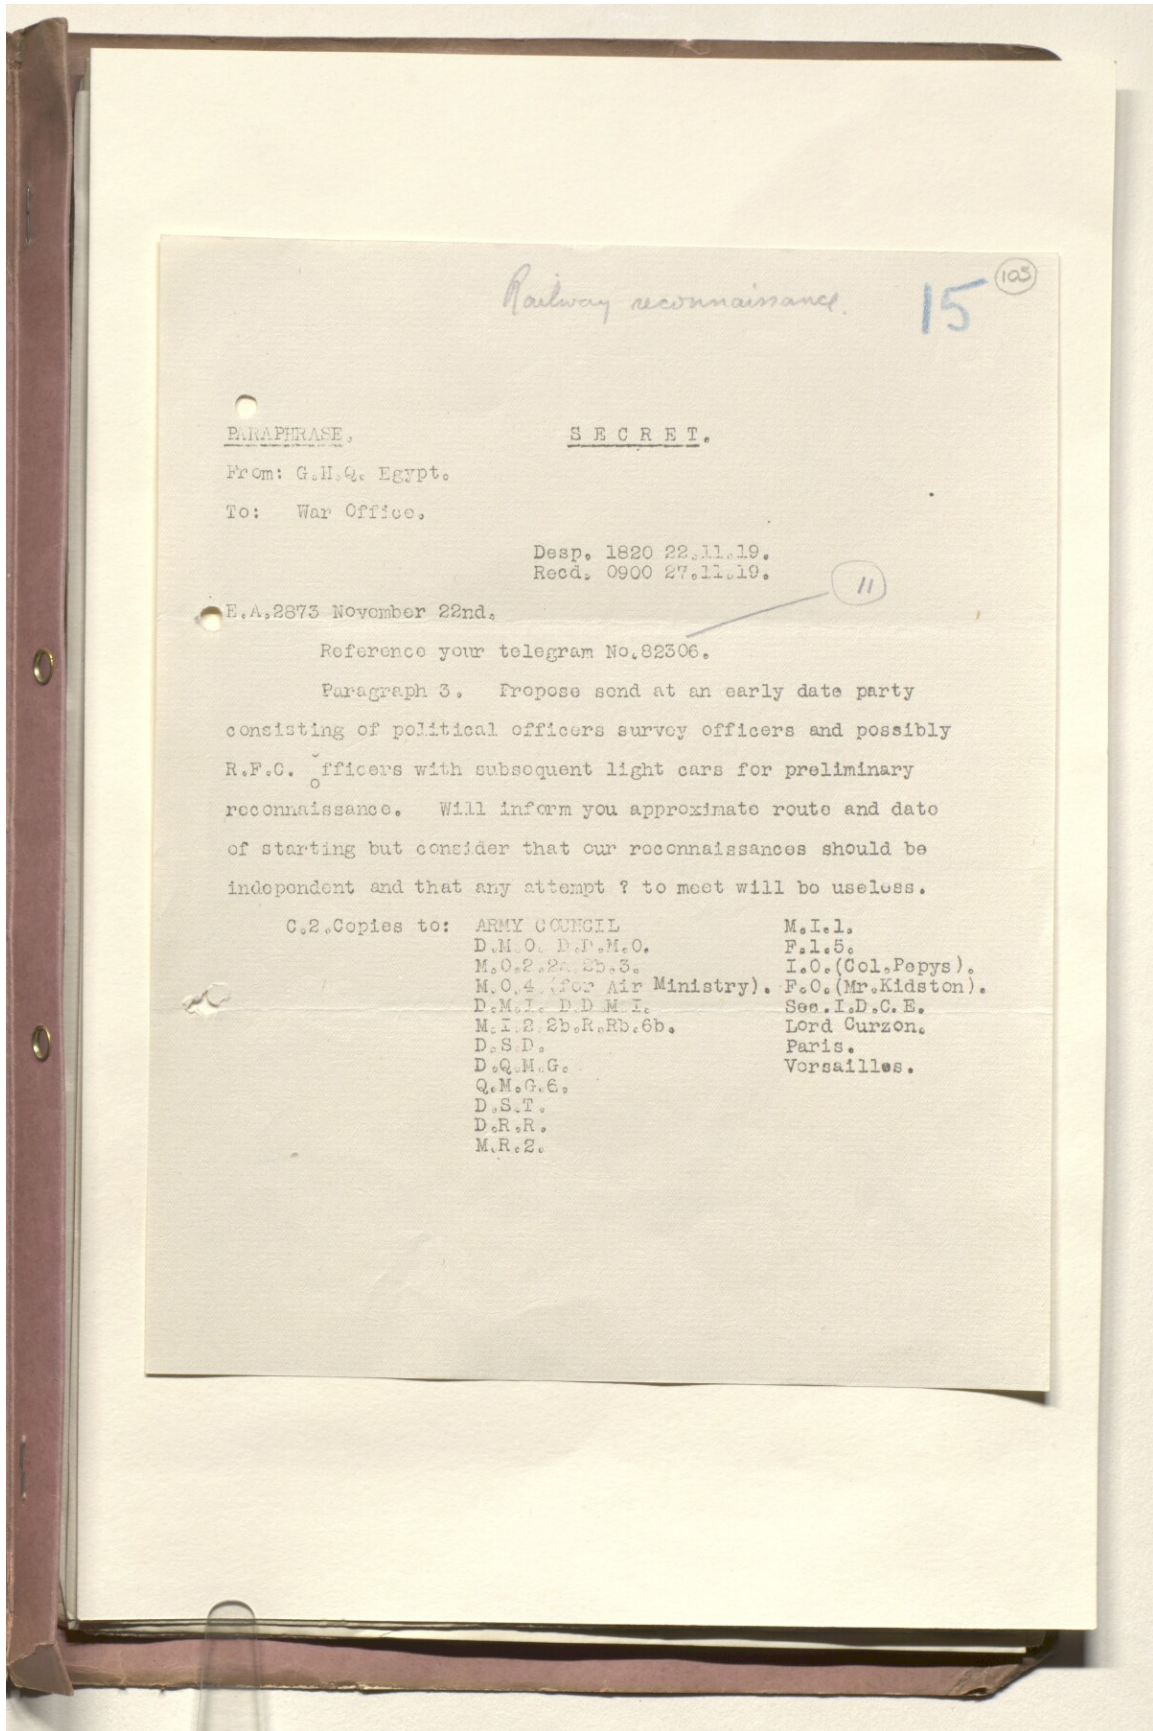 Railway reconnaissance.
15
103
PARAPHRASE.
SECRET.
From: G.H.Q. Egypt.
To: War Office.
Desp. 1820 22.11.19.
Recd. 0900 27.11.19.
11
E.A.2873 November 22nd.
Reference your telegram No.82306.
Paragraph 3. Propose send at an early date party
consisting of political officers survey officers and possibly
R.F.C. officers with subsequent light cars for preliminary
reconnaissance. Will inform you approximate route and date
of starting but consider that our reconnaissances should be
independent and that any attempt ? to meet will be useless.
C.2.Copies to: ARMY COUNCIL M.I.1.
D.M.O. D.D.M.O. F.1.5.
M.O.2.2a.2b.3. I.O.(Col.Pepys).
M.O.4.(for Air Ministry). F.O.(Mr.Kidston).
D.M.I. D.D.M.I. Sec.I.D.C.E.
M.I.2.2b.R.Rb.6b. Lord Curzon.
D.S.D. Paris.
D.Q.M.G. Versailles.
Q.M.G.6.
D.S.T.
D.R.R.
M.R.2.